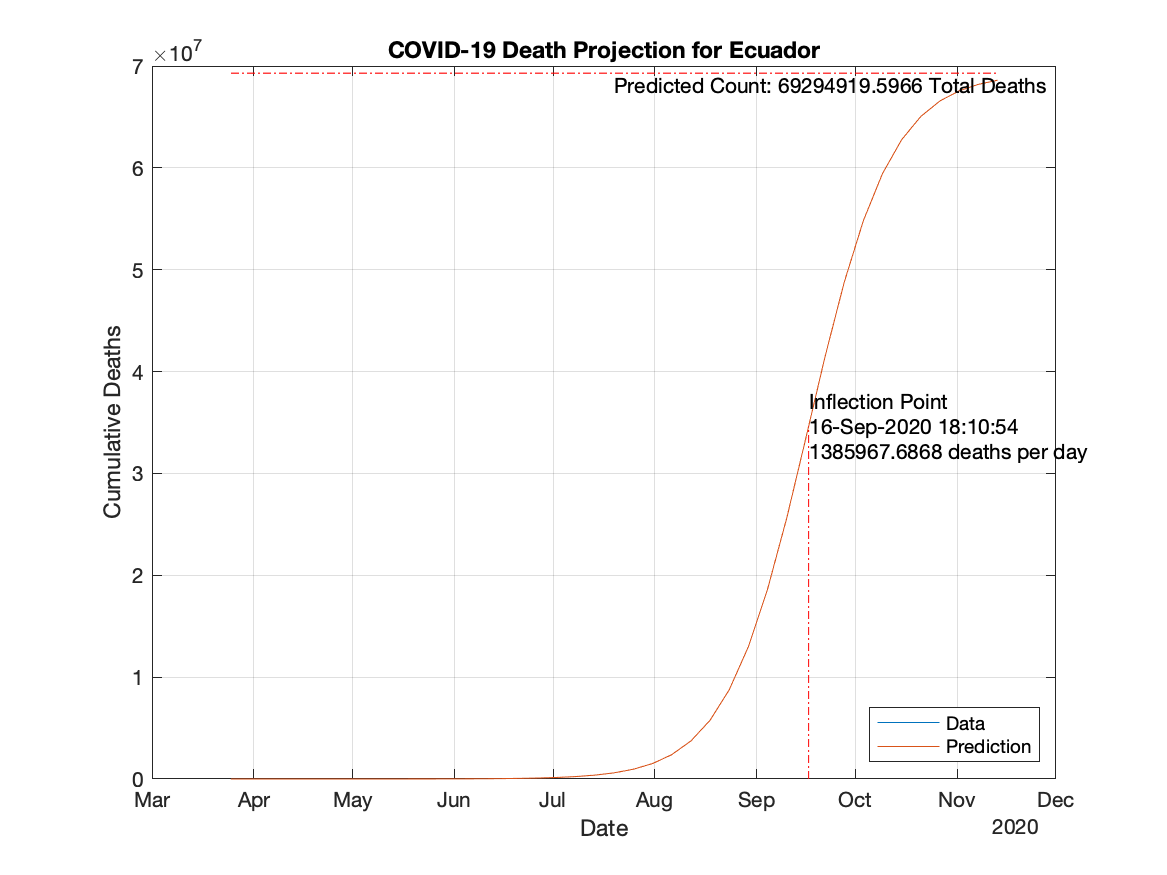 COVID-19 Death Projection for Ecuador
×10^7
7
Predicted Count: 69294919.5966 Total Deaths
6
5
4
Inflection Point
16-Sep-2020 18:10:54
1385967.6868 deaths per day
3
2
1
0
Cumulative Deaths
Data
Prediction
Mar Apr May Jun Jul Aug Sep Oct Nov Dec
Date
2020